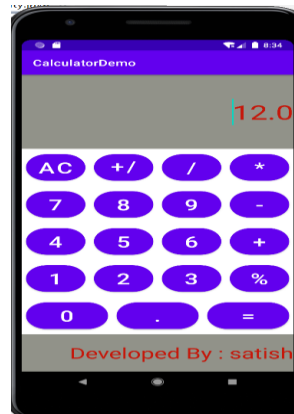 8:34
CalculatorDemo
12.0
AC +/ / *
7 8 9 -
4 5 6 +
1 2 3 %
0 . =
Developed By : satish